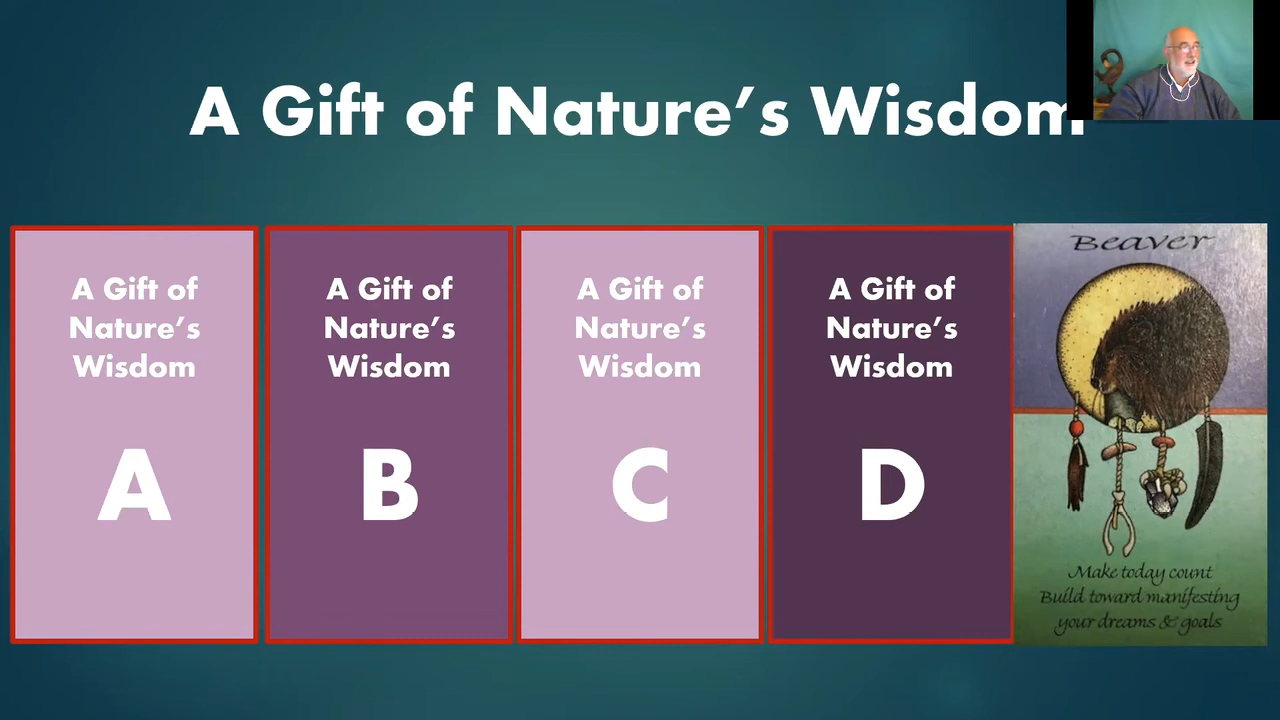 A Gift of Nature's Wisdom
A Gift of
Nature's
Wisdom
A
A Gift of
Nature's
Wisdom
B
A Gift of
Nature's
Wisdom
C
A Gift of
Nature's
Wisdom
D
Beaver
Make today count
Build toward manifesting
your dreams & goals